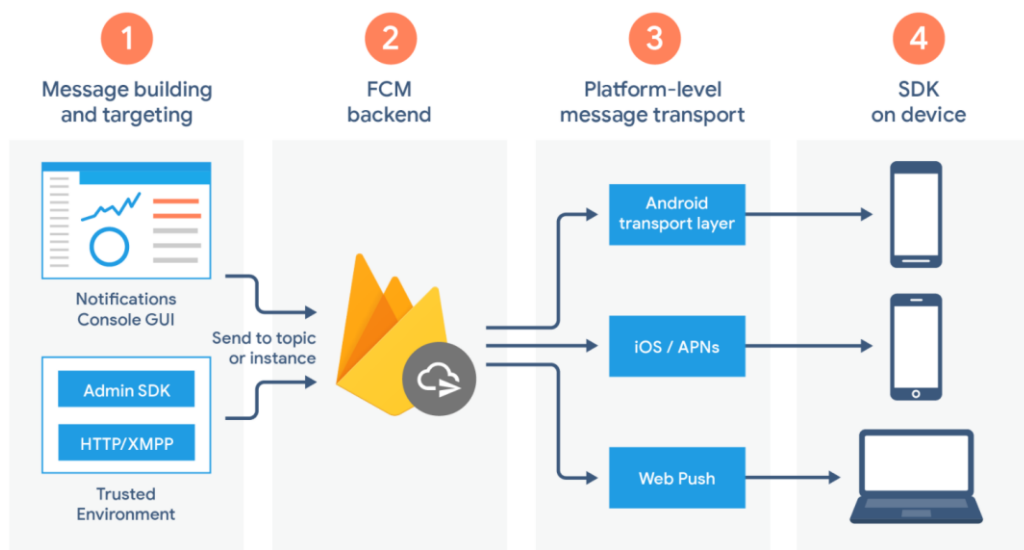 1
Message building
and targeting
2
FCM
backend
3
Platform-level
message transport
4
SDK
on device
Notifications
Console GUI
Send to topic
or instance
Admin SDK
HTTP/XMPP
Trusted
Environment
Android
transport layer
iOS / APNs
Web Push